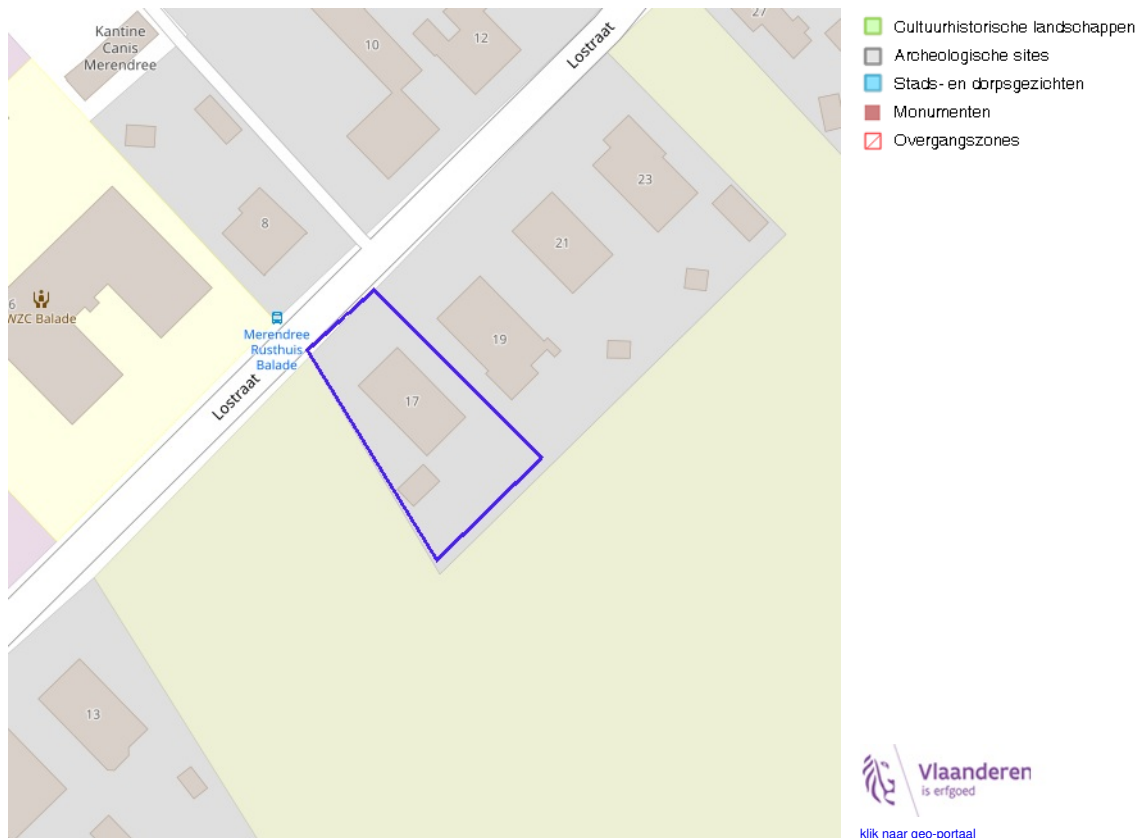 Kantine
Canis
Merendree
10
12
27
Lostraat
23
8
21
6
WZC Balade
Merendree
Rusthuis
Balade
19
Lostraat
17
13
Cultuurhistorische landschappen
Archeologische sites
Stads- en dorpsgezichten
Monumenten
Overgangszones
Vlaanderen
is erfgoed
klik naar geo-portaal